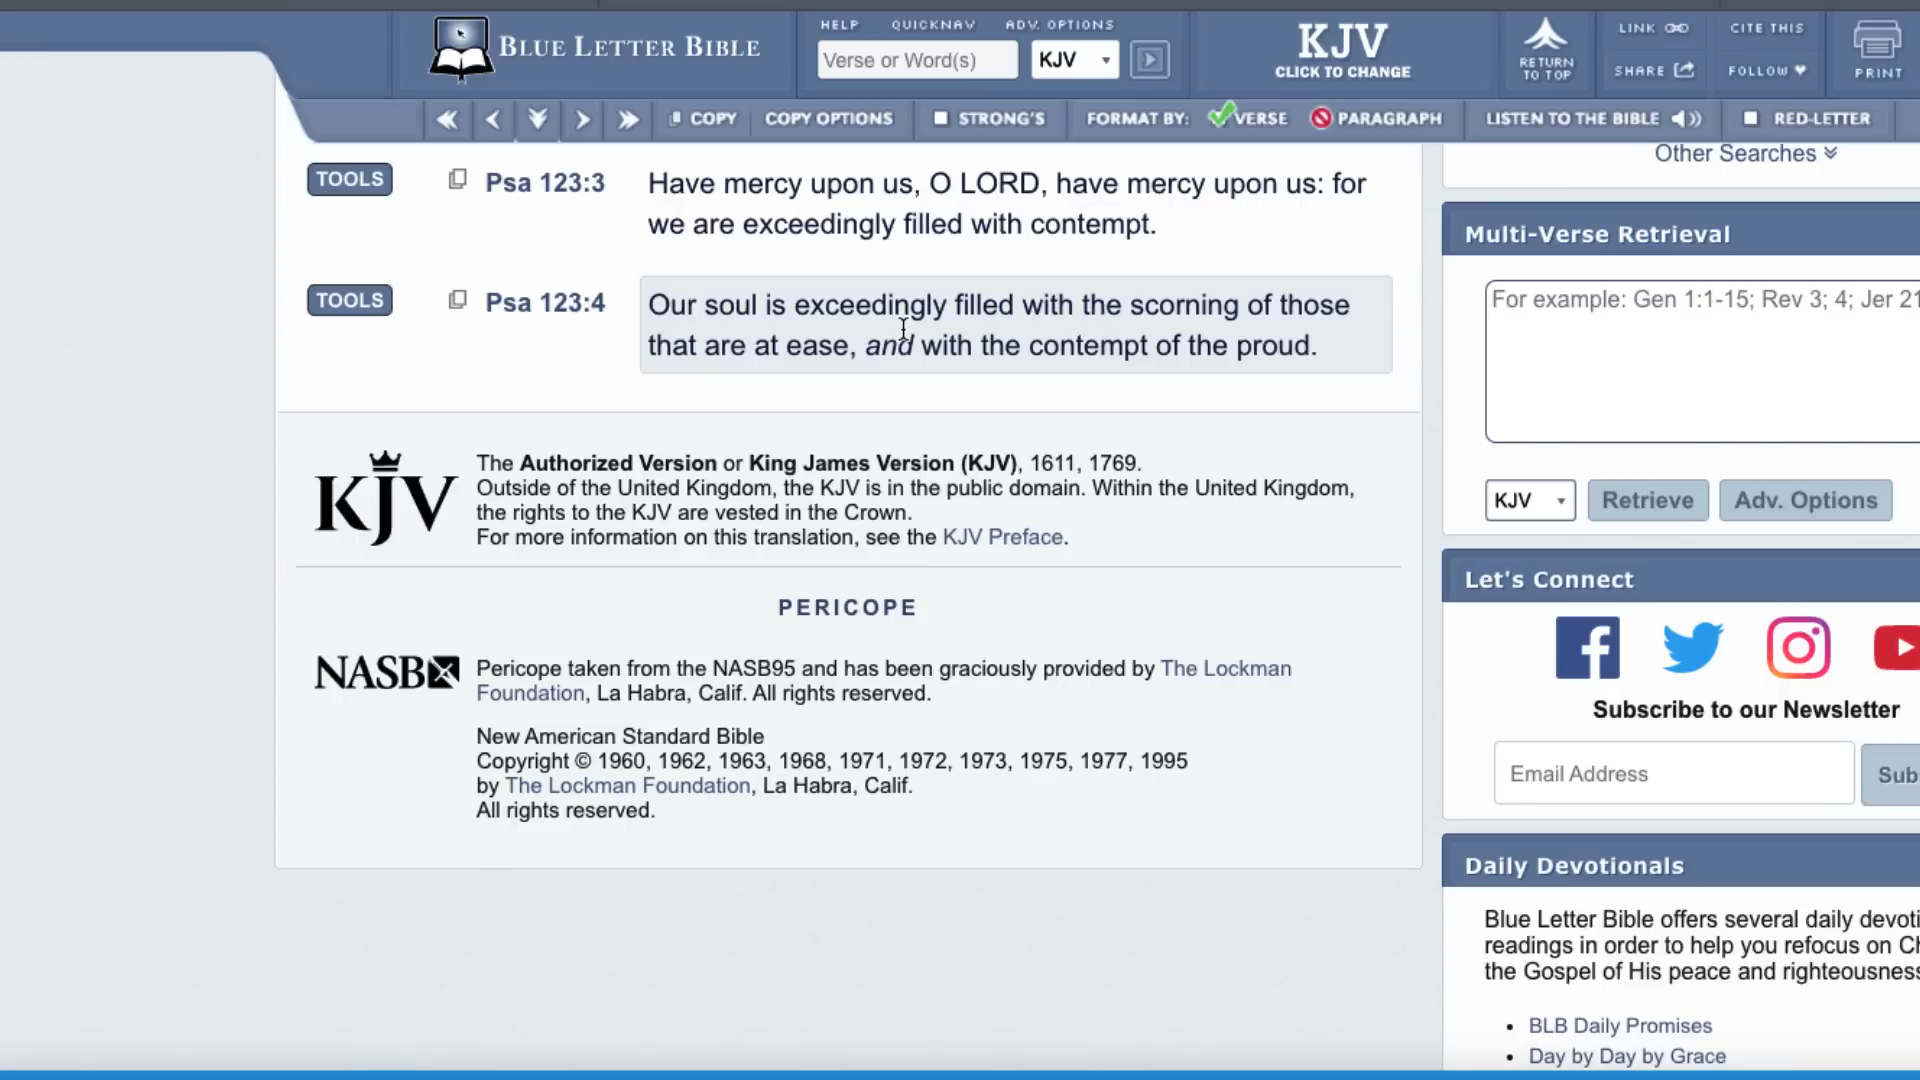 BLUE LETTER BIBLE
HELP QUICKNAV ADV. OPTIONS
Verse or Word(s) KJV
KJV
CLICK TO CHANGE
RETURN
TO TOP
LINK
SHARE
CITE THIS
FOLLOW
PRINT
COPY COPY OPTIONS STRONG'S FORMAT BY: VERSE PARAGRAPH LISTEN TO THE BIBLE RED-LETTER
TOOLS Psa 123:3 Have mercy upon us, O LORD, have mercy upon us: for
we are exceedingly filled with contempt.
TOOLS Psa 123:4 Our soul is exceedingly filled with the scorning of those
that are at ease, and with the contempt of the proud.
KJV
The Authorized Version or King James Version (KJV), 1611, 1769.
Outside of the United Kingdom, the KJV is in the public domain. Within the United Kingdom,
the rights to the KJV are vested in the Crown.
For more information on this translation, see the KJV Preface.
PERICOPE
NASB
Pericope taken from the NASB95 and has been graciously provided by The Lockman
Foundation, La Habra, Calif. All rights reserved.
New American Standard Bible
Copyright © 1960, 1962, 1963, 1968, 1971, 1972, 1973, 1975, 1977, 1995
by The Lockman Foundation, La Habra, Calif.
All rights reserved.
Other Searches
Multi-Verse Retrieval
For example: Gen 1:1-15; Rev 3; 4; Jer 21
KJV Retrieve Adv. Options
Let's Connect
Subscribe to our Newsletter
Email Address Sub
Daily Devotionals
Blue Letter Bible offers several daily devoti
readings in order to help you refocus on Ch
the Gospel of His peace and righteousness
• BLB Daily Promises
• Day by Day by Grace